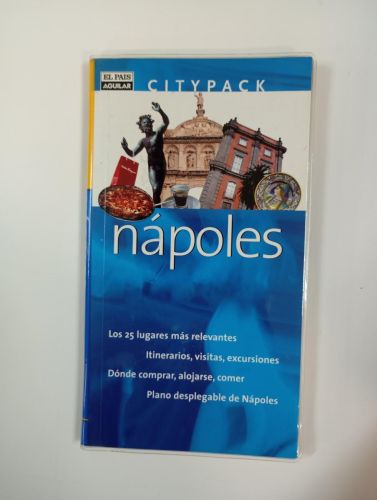 EL PAIS
AGUILAR
CITYPACK
nápoles
Los 25 lugares más relevantes
Itinerarios, visitas, excursiones
Dónde comprar, alojarse, comer
Plano desplegable de Nápoles